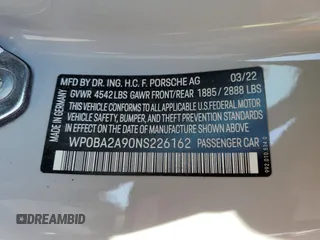 MFD BY DR. ING. H.C. F. PORSCHE AG 03/22
GVWR 4542 LBS GAWR FRONT/REAR 1885 / 2888 LBS
THIS VEHICLE CONFORMS TO ALL APPLICABLE U.S. FEDERAL MOTOR
VEHICLE SAFETY, BUMPER, AND THEFT PREVENTION STANDARDS
IN EFFECT ON THE DATE OF MANUFACTURE SHOWN ABOVE.
WP0BA2A90NS226162 PASSENGER CAR
MADE IN GERMANY
DREAMBID